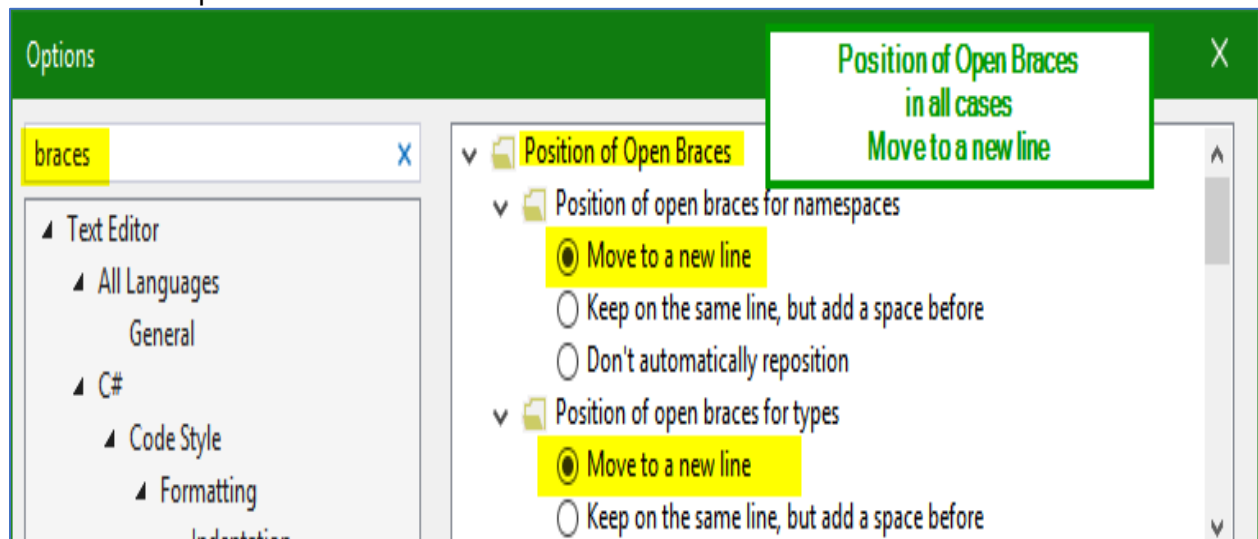 Options
Position of Open Braces
in all cases
Move to a new line
X
braces
x
Text Editor
All Languages
General
C#
Code Style
Formatting
Indentation
Position of Open Braces
Position of open braces for namespaces
Move to a new line
Keep on the same line, but add a space before
Don't automatically reposition
Position of open braces for types
Move to a new line
Keep on the same line, but add a space before